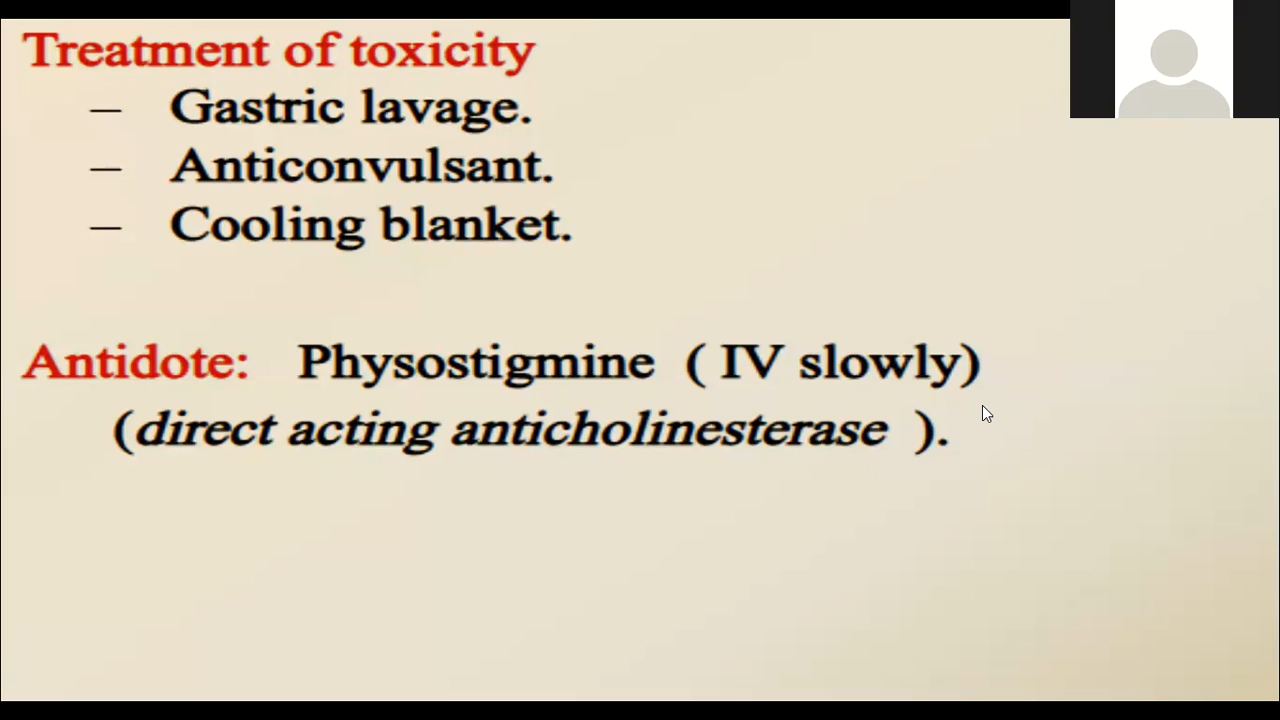 Treatment of toxicity
– Gastric lavage.
– Anticonvulsant.
– Cooling blanket.
Antidote: Physostigmine ( IV slowly)
(direct acting anticholinesterase ).